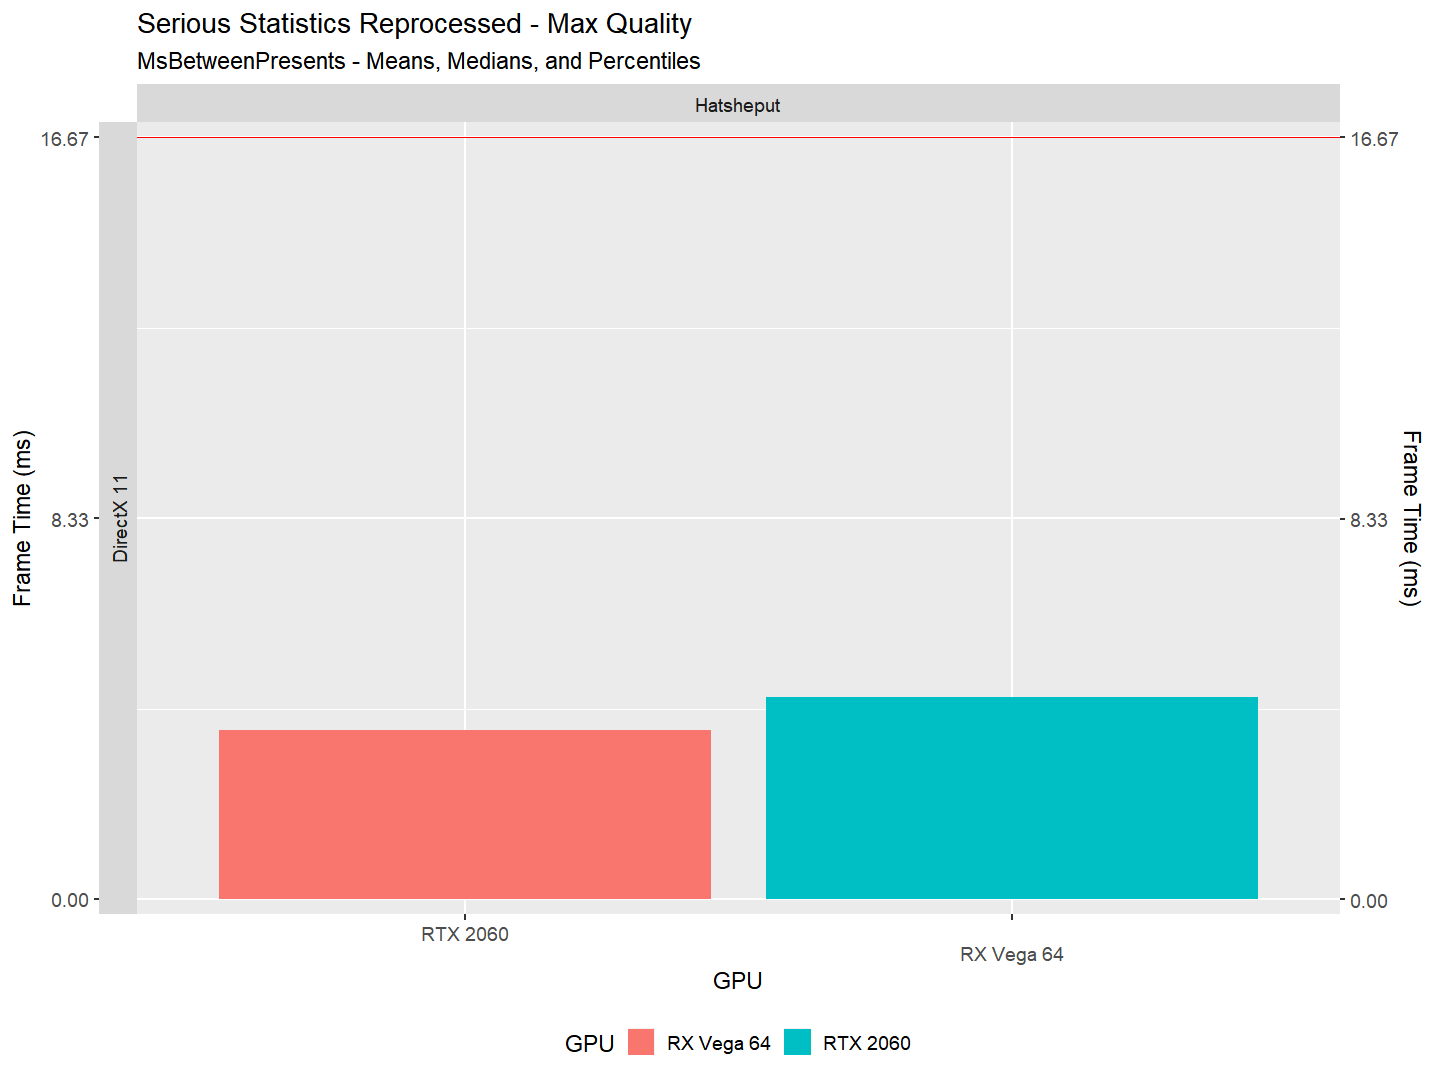 Serious Statistics Reprocessed - Max Quality
MsBetweenPresents - Means, Medians, and Percentiles
Hatsheput
16.67
8.33
0.00
Frame Time (ms)
DirectX 11
16.67
8.33
0.00
Frame Time (ms)
RTX 2060
RX Vega 64
GPU
GPU RX Vega 64 RTX 2060